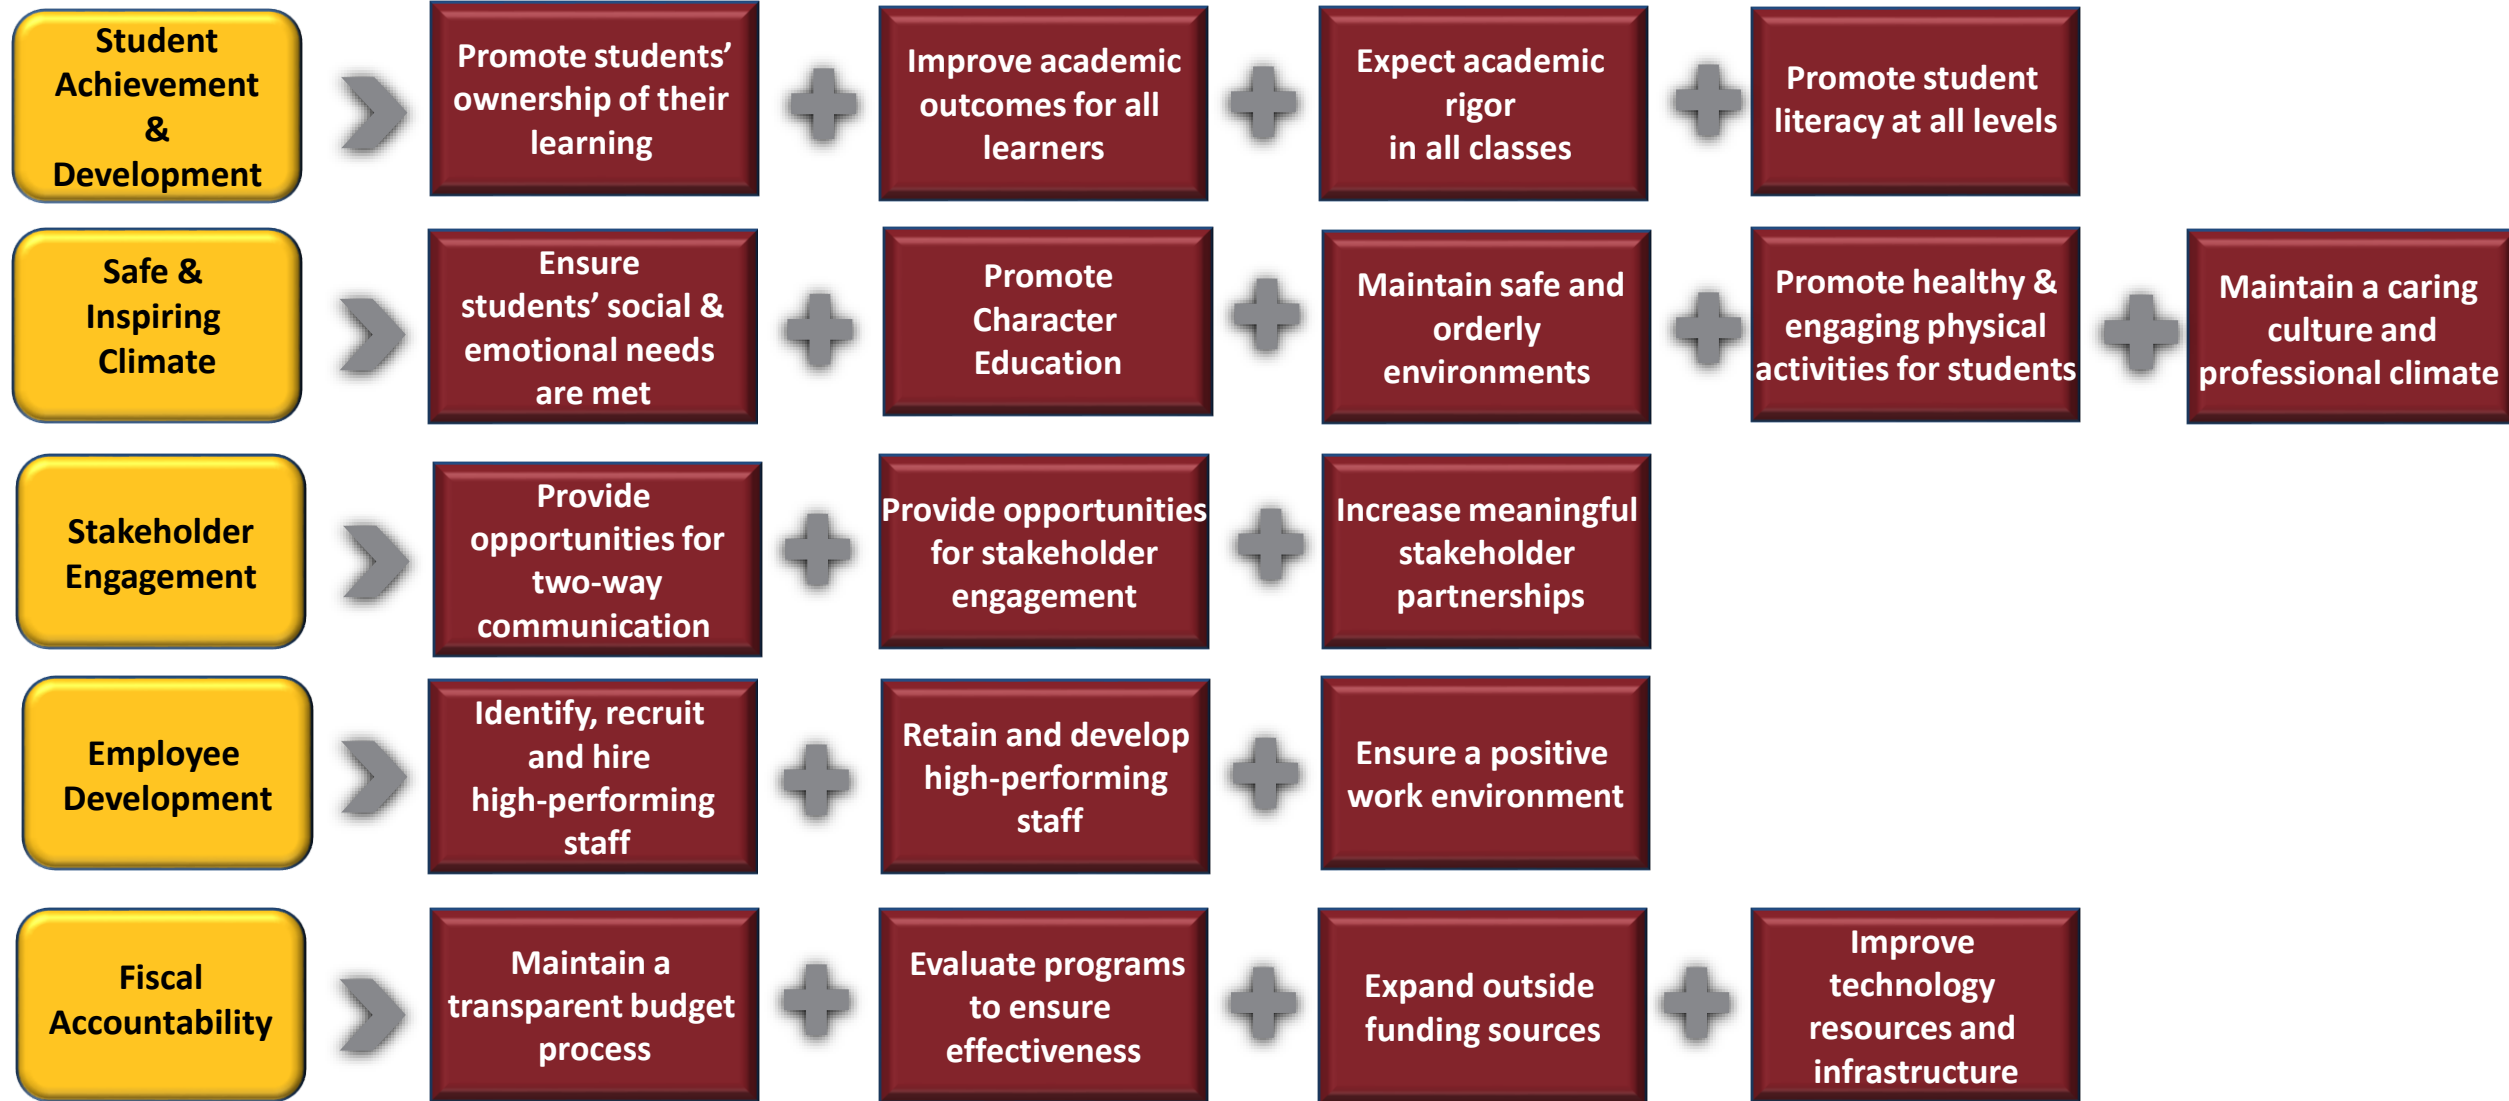 Student
Achievement
&
Development
Promote students’
ownership of their
learning
Improve academic
outcomes for all
learners
Expect academic
rigor
in all classes
Promote student
literacy at all levels
Safe &
Inspiring
Climate
Ensure
students’ social &
emotional needs
are met
Promote
Character
Education
Maintain safe and
orderly
environments
Promote healthy &
engaging physical
activities for students
Maintain a caring
culture and
professional climate
Stakeholder
Engagement
Provide
opportunities for
two-way
communication
Provide opportunities
for stakeholder
engagement
Increase meaningful
stakeholder
partnerships
Employee
Development
Identify, recruit
and hire
high-performing
staff
Retain and develop
high-performing
staff
Ensure a positive
work environment
Fiscal
Accountability
Maintain a
transparent budget
process
Evaluate programs
to ensure
effectiveness
Expand outside
funding sources
Improve
technology
resources and
infrastructure